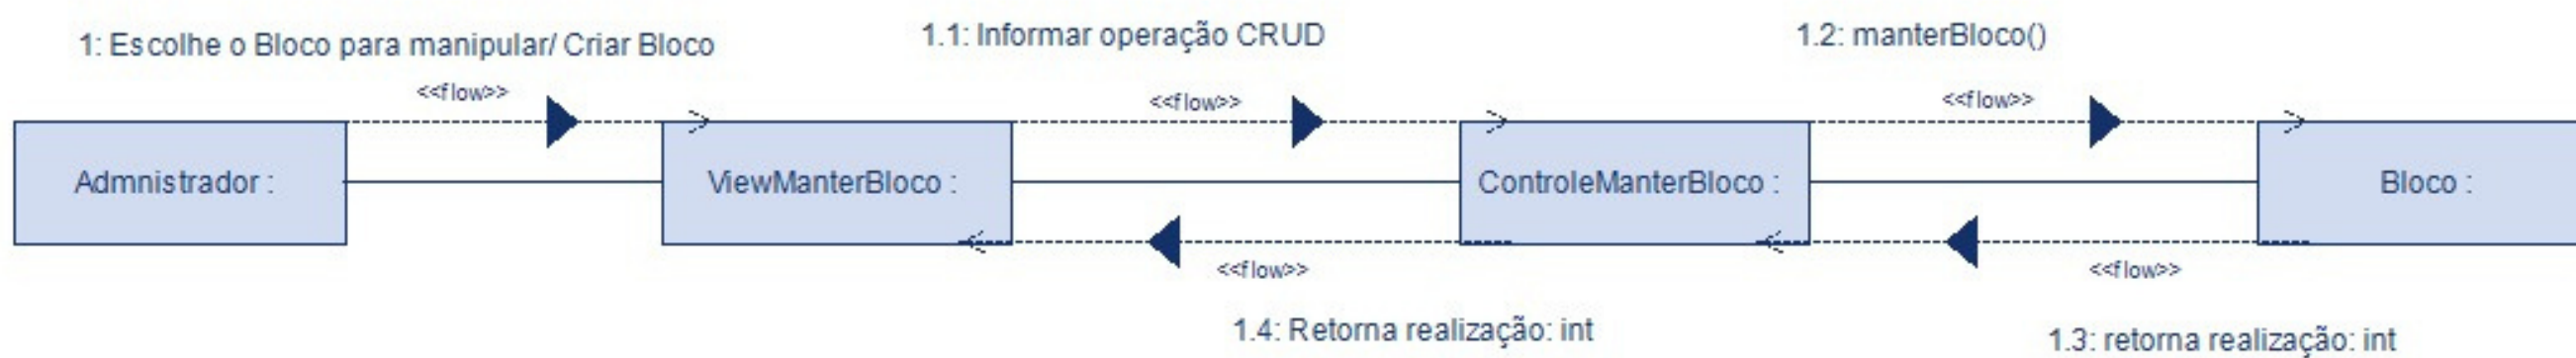 1: Escolhe o Bloco para manipular/ Criar Bloco
1.1: Informar operação CRUD
1.2: manterBloco()
<<flow>>
<<flow>>
<<flow>>
Admnistrador :
ViewManterBloco :
ControleManterBloco :
Bloco :
<<flow>>
<<flow>>
1.4: Retorna realização: int
1.3: retorna realização: int